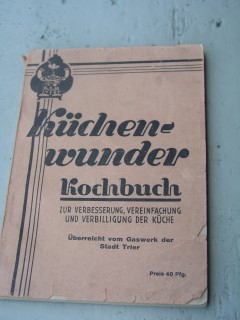 Küchen=
wunder
Kochbuch
ZUR VERBESSERUNG, VEREINFACHUNG
UND VERBILLIGUNG DER KÜCHE
Überreicht vom Gaswerk der
Stadt Trier
Preis 60 Pfg.